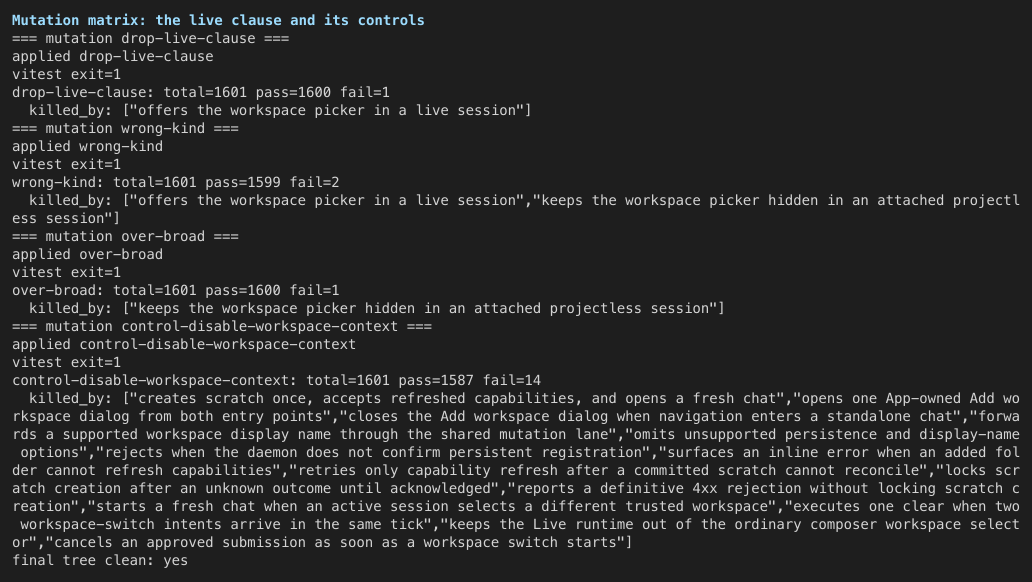 Mutation matrix: the live clause and its controls
=== mutation drop-live-clause ===
applied drop-live-clause
vitest exit=1
drop-live-clause: total=1601 pass=1600 fail=1
  killed_by: ["offers the workspace picker in a live session"]
=== mutation wrong-kind ===
applied wrong-kind
vitest exit=1
wrong-kind: total=1601 pass=1599 fail=2
  killed_by: ["offers the workspace picker in a live session","keeps the workspace picker hidden in an attached projectl
ess session"]
=== mutation over-broad ===
applied over-broad
vitest exit=1
over-broad: total=1601 pass=1600 fail=1
  killed_by: ["keeps the workspace picker hidden in an attached projectless session"]
=== mutation control-disable-workspace-context ===
applied control-disable-workspace-context
vitest exit=1
control-disable-workspace-context: total=1601 pass=1587 fail=14
  killed_by: ["creates scratch once, accepts refreshed capabilities, and opens a fresh chat","opens one App-owned Add wo
rkspace dialog from both entry points","closes the Add workspace dialog when navigation enters a standalone chat","forwa
rds a supported workspace display name through the shared mutation lane","omits unsupported persistence and display-name
 options","rejects when the daemon does not confirm persistent registration","surfaces an inline error when an added fol
der cannot refresh capabilities","retries only capability refresh after a committed scratch cannot reconcile","locks scr
atch creation after an unknown outcome until acknowledged","reports a definitive 4xx rejection without locking scratch c
reation","starts a fresh chat when an active session selects a different trusted workspace","executes one clear when two
 workspace-switch intents arrive in the same tick","keeps the Live runtime out of the ordinary composer workspace select
or","cancels an approved submission as soon as a workspace switch starts"]
final tree clean: yes